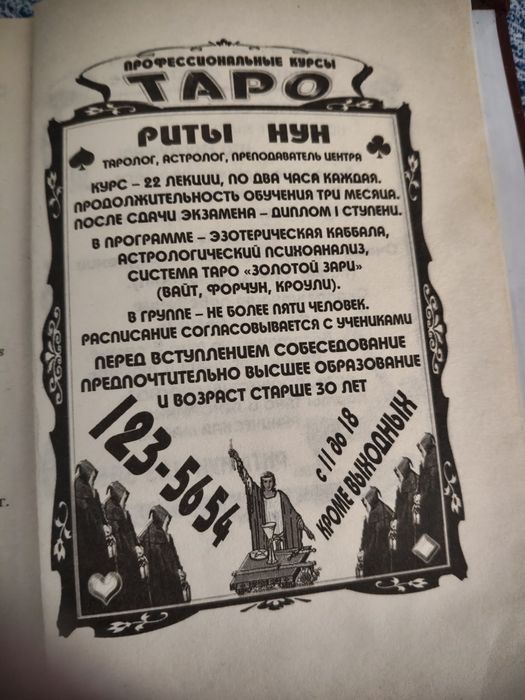 ПРОФЕССИОНАЛЬНЫЕ КУРСЫ
ТАРО
РИТЫ НУН
ТАРОЛОГ, АСТРОЛОГ, ПРЕПОДАВАТЕЛЬ ЦЕНТРА
КУРС – 22 ЛЕКЦИИ, ПО ДВА ЧАСА КАЖДАЯ.
ПРОДОЛЖИТЕЛЬНОСТЬ ОБУЧЕНИЯ ТРИ МЕСЯЦА.
ПОСЛЕ СДАЧИ ЭКЗАМЕНА – ДИПЛОМ I СТУПЕНИ.
В ПРОГРАММЕ – ЭЗОТЕРИЧЕСКАЯ КАББАЛА,
АСТРОЛОГИЧЕСКИЙ ПСИХОАНАЛИЗ,
СИСТЕМА ТАРО «ЗОЛОТОЙ ЗАРИ»
(ВАЙТ, ФОРЧУН, КРОУЛИ).
В ГРУППЕ – НЕ БОЛЕЕ ПЯТИ ЧЕЛОВЕК.
РАСПИСАНИЕ СОГЛАСОВЫВАЕТСЯ С УЧЕНИКАМИ
ПЕРЕД ВСТУПЛЕНИЕМ СОБЕСЕДОВАНИЕ
ПРЕДПОЧТИТЕЛЬНО ВЫСШЕЕ ОБРАЗОВАНИЕ
И ВОЗРАСТ СТАРШЕ 30 ЛЕТ
123-5654
С 11 ДО 18
КРОМЕ ВЫХОДНЫХ